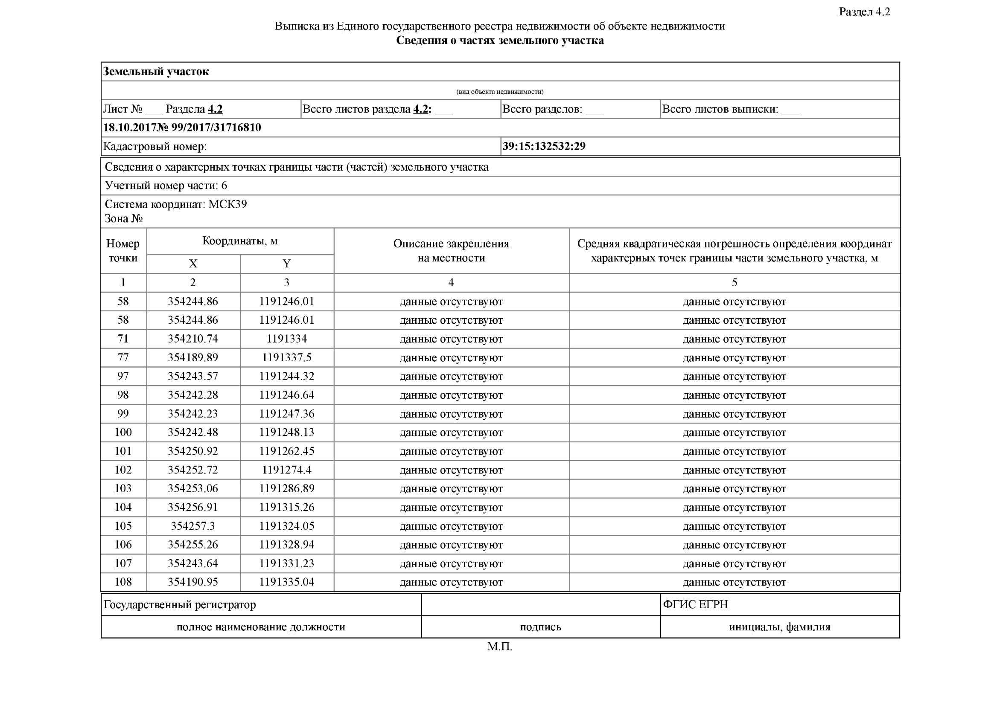 Раздел 4.2
Выписка из Единого государственного реестра недвижимости об объекте недвижимости
Сведения о частях земельного участка
Земельный участок
(вид объекта недвижимости)
Лист № ___ Раздела 4.2 Всего листов раздела 4.2: ___ Всего разделов: ___ Всего листов выписки: ___
18.10.2017№ 99/2017/31716810
Кадастровый номер: 39:15:132532:29
Сведения о характерных точках границы части (частей) земельного участка
Учетный номер части: 6
Система координат: МСК39
Зона №
Номер точки Координаты, м Описание закрепления на местности Средняя квадратическая погрешность определения координат характерных точек границы части земельного участка, м
X Y
1 2 3 4 5
58 354244.86 1191246.01 данные отсутствуют данные отсутствуют
58 354244.86 1191246.01 данные отсутствуют данные отсутствуют
71 354210.74 1191334 данные отсутствуют данные отсутствуют
77 354189.89 1191337.5 данные отсутствуют данные отсутствуют
97 354243.57 1191244.32 данные отсутствуют данные отсутствуют
98 354242.28 1191246.64 данные отсутствуют данные отсутствуют
99 354242.23 1191247.36 данные отсутствуют данные отсутствуют
100 354242.48 1191248.13 данные отсутствуют данные отсутствуют
101 354250.92 1191262.45 данные отсутствуют данные отсутствуют
102 354252.72 1191274.4 данные отсутствуют данные отсутствуют
103 354253.06 1191286.89 данные отсутствуют данные отсутствуют
104 354256.91 1191315.26 данные отсутствуют данные отсутствуют
105 354257.3 1191324.05 данные отсутствуют данные отсутствуют
106 354255.26 1191328.94 данные отсутствуют данные отсутствуют
107 354243.64 1191331.23 данные отсутствуют данные отсутствуют
108 354190.95 1191335.04 данные отсутствуют данные отсутствуют
Государственный регистратор ФГИС ЕГРН
полное наименование должности подпись инициалы, фамилия
М.П.